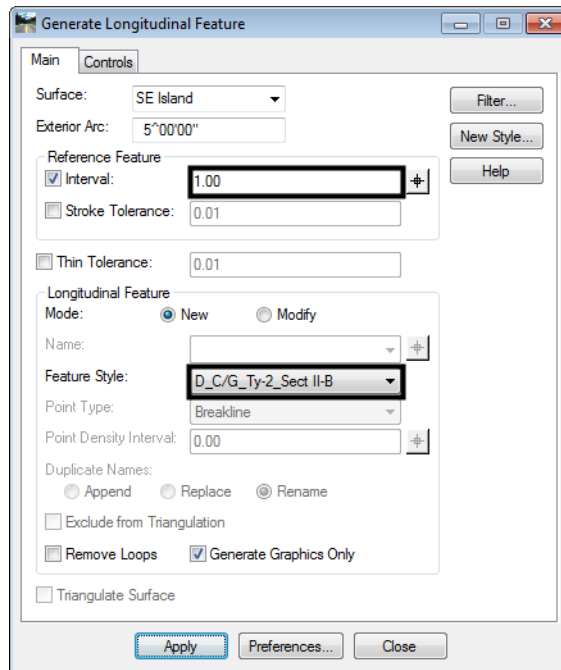 Generate Longitudinal Feature
Main Controls
Surface: SE Island
Filter...
Exterior Arc: 5^00'00"
New Style...
Reference Feature
Interval: 1.00
Help
Stroke Tolerance: 0.01
Thin Tolerance: 0.01
Longitudinal Feature
Mode: New Modify
Name:
Feature Style: D_C/G_Ty-2_Sect II-B
Point Type: Breakline
Point Density Interval: 0.00
Duplicate Names:
Append Replace Rename
Exclude from Triangulation
Remove Loops Generate Graphics Only
Triangulate Surface
Apply Preferences... Close